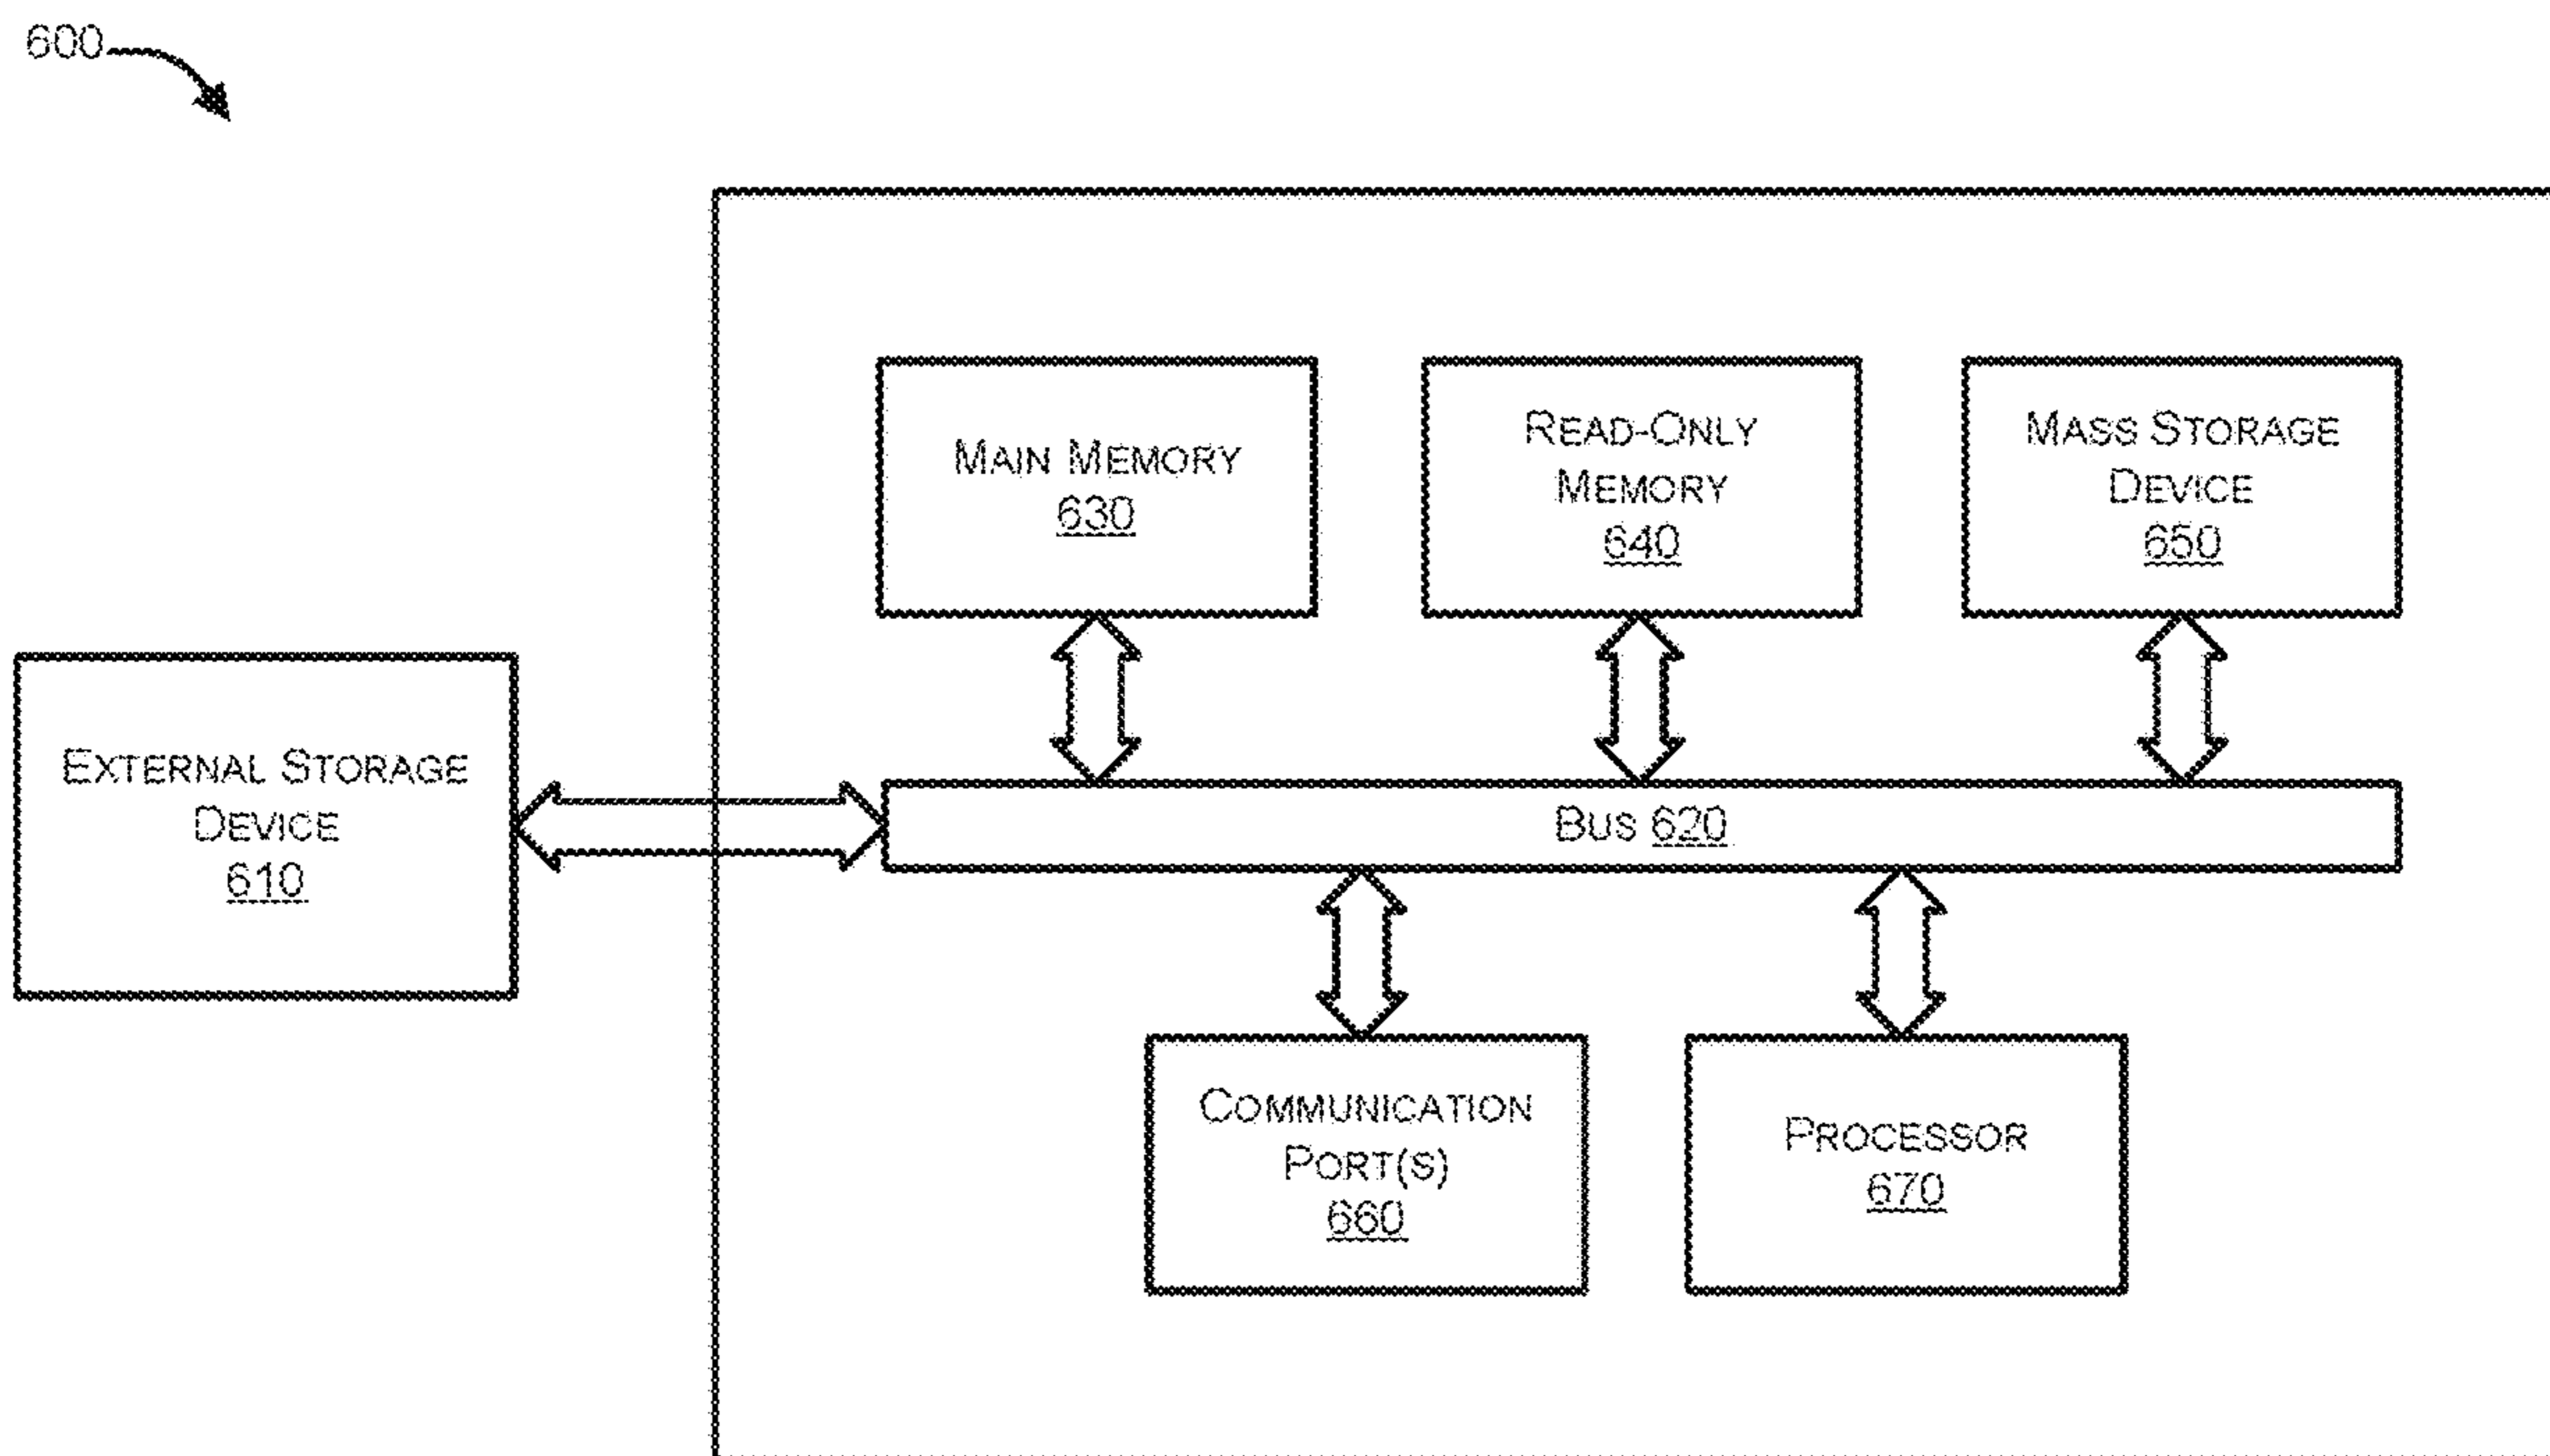 600
MAIN MEMORY
630
READ-ONLY
MEMORY
640
MASS STORAGE
DEVICE
650
EXTERNAL STORAGE
DEVICE
610
BUS 620
COMMUNICATION
PORT(S)
660
PROCESSOR
670